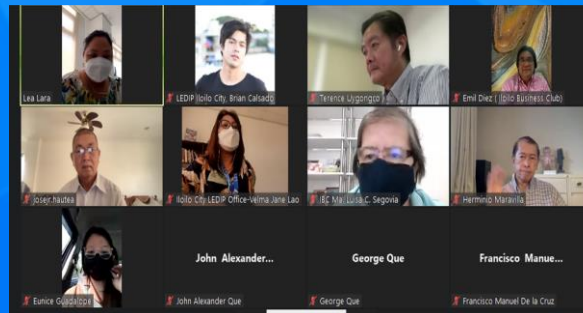 Lea Lara
LEDIP Iloilo City, Brian Calsado
Terence Uygongco
Emil Diez ( Iloilo Business Club)
josejr.hautea
Iloilo City LEDIP Office-Velma Jane Lao
IBC Ma. Luisa C. Segovia
Herminio Maravilla
Eunice Guadalope
John Alexander...
John Alexander Que
George Que
George Que
Francisco Manue...
Francisco Manuel De la Cruz